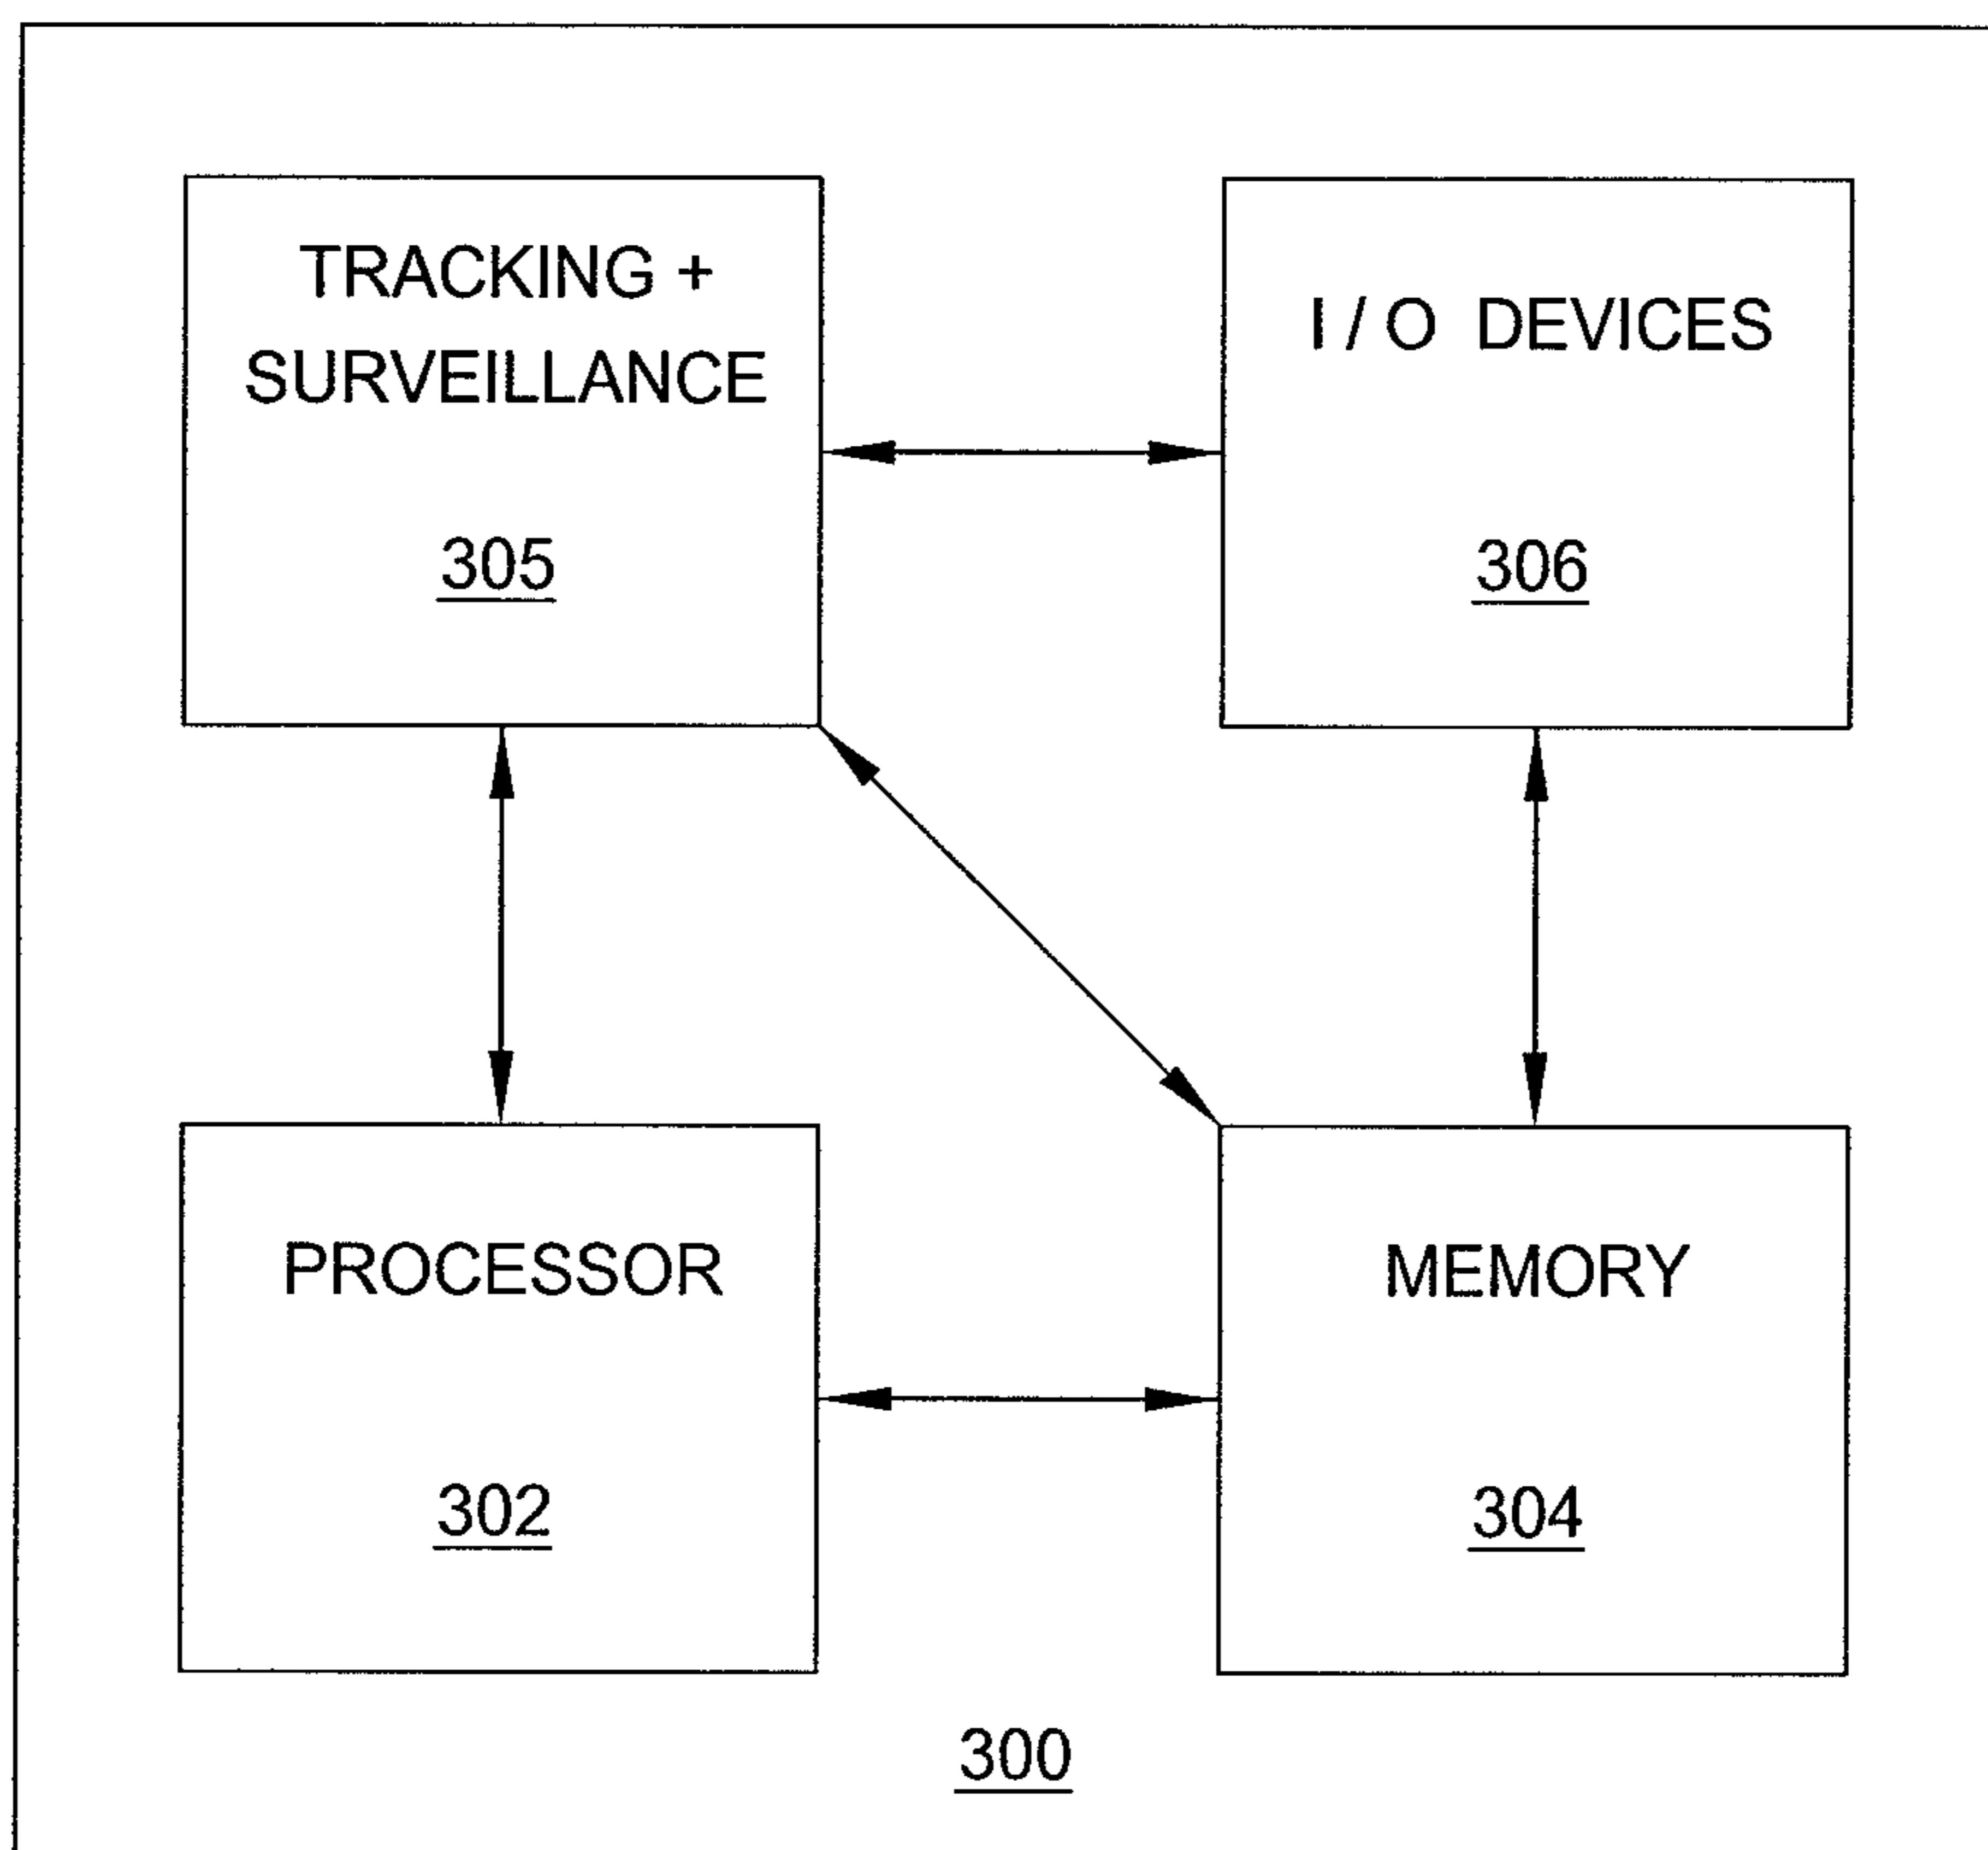 TRACKING +
SURVEILLANCE
305
I / O DEVICES
306
PROCESSOR
302
MEMORY
304
300